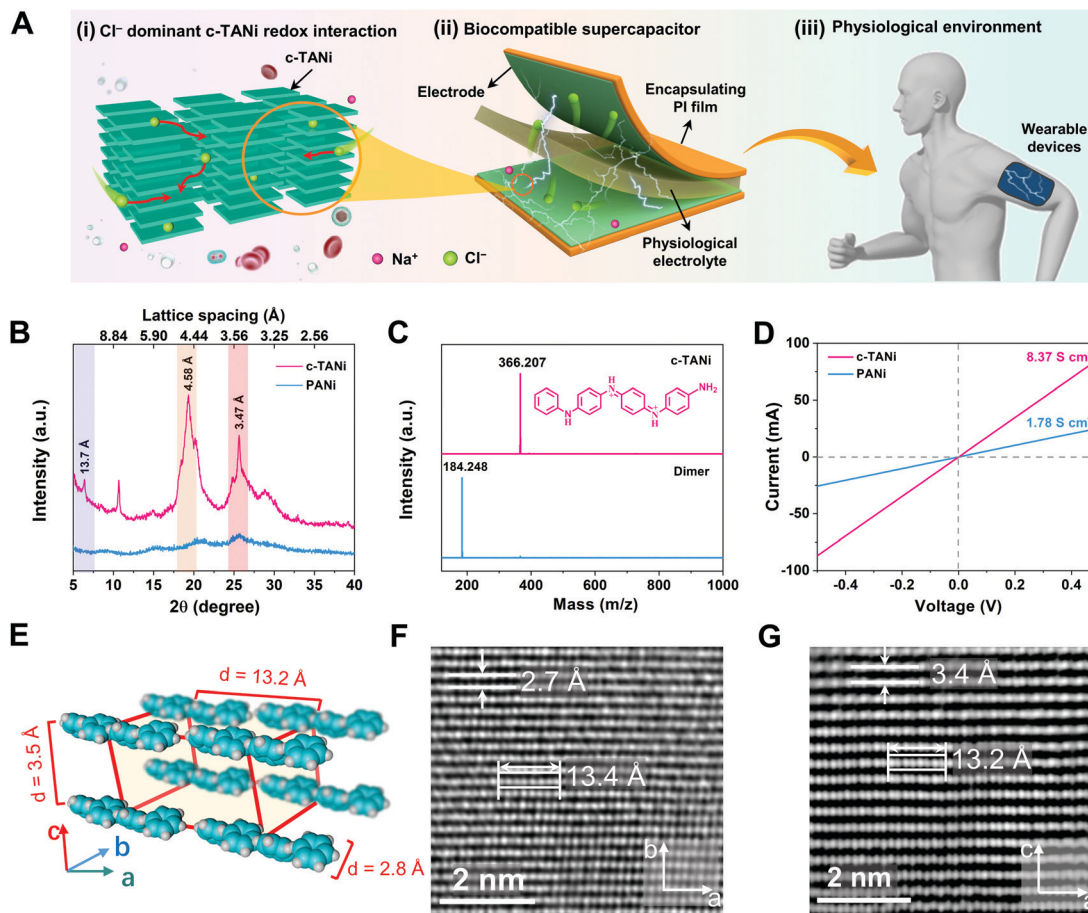 A
(i) Cl⁻ dominant c-TANi redox interaction
c-TANi
Na⁺
Cl⁻
(ii) Biocompatible supercapacitor
Electrode
Encapsulating
PI film
Physiological
electrolyte
(iii) Physiological environment
Wearable
devices
B
Lattice spacing (Å)
8.84 5.90 4.44 3.56 3.25 2.56
c-TANi
PANi
13.7 Å
4.58 Å
3.47 Å
Intensity (a.u.)
5 10 15 20 25 30 35 40
2θ (degree)
C
366.207
c-TANi
H
N
+
NH₂
N
H
N
+
H
184.248
Dimer
Intensity (a.u.)
200 400 600 800 1000
Mass (m/z)
D
c-TANi
PANi
8.37 S cm
1.78 S cm
100
50
0
-50
-100
Current (mA)
-0.4 -0.2 0.0 0.2 0.4
Voltage (V)
E
d = 13.2 Å
d = 3.5 Å
d = 2.8 Å
c
b
a
F
2.7 Å
13.4 Å
2 nm
b
a
G
3.4 Å
13.2 Å
2 nm
c